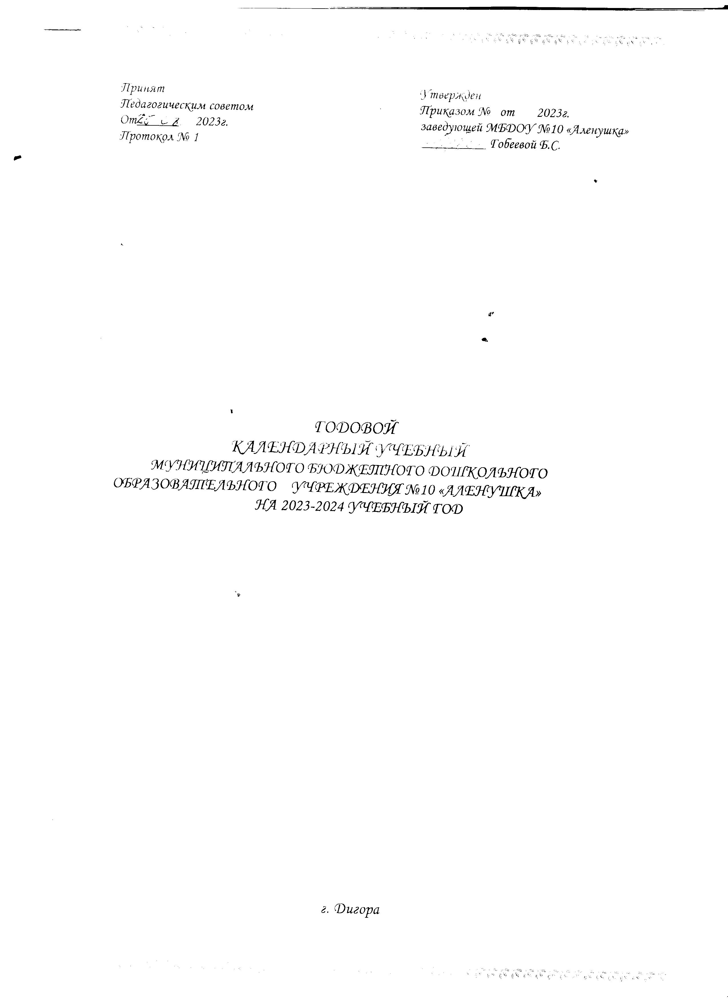 Принят
Педагогическим советом
От 2023г.
Протокол № 1
Утвержден
Приказом № от 2023г.
заведующей МБДОУ №10 «Аленушка»
Гобеевой Б.С.
ГОДОВОЙ
КАЛЕНДАРНЫЙ УЧЕБНЫЙ
МУНИЦИПАЛЬНОГО БЮДЖЕТНОГО ДОШКОЛЬНОГО
ОБРАЗОВАТЕЛЬНОГО УЧРЕЖДЕНИЯ №10 «АЛЕНУШКА»
НА 2023-2024 УЧЕБНЫЙ ГОД
г. Дигора